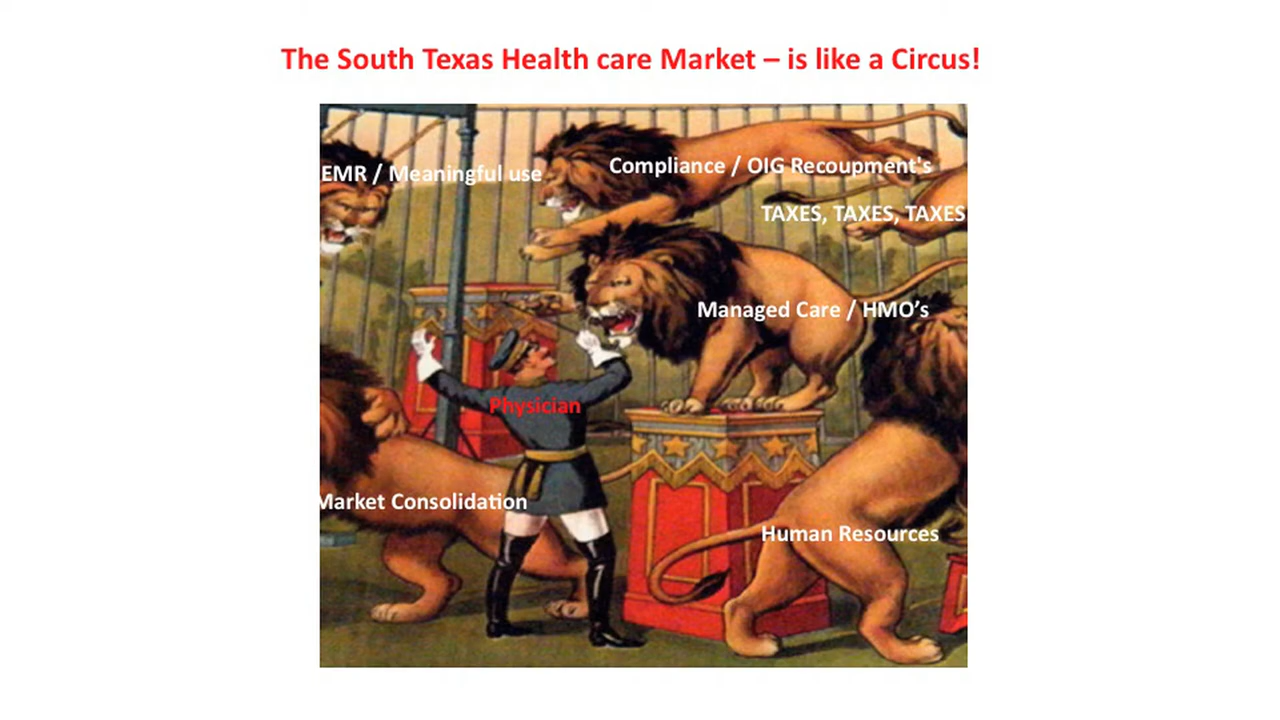 The South Texas Health care Market – is like a Circus!
EMR / Meaningful use
Compliance / OIG Recoupment's
TAXES, TAXES, TAXES
Managed Care / HMO’s
Physician
Market Consolidation
Human Resources